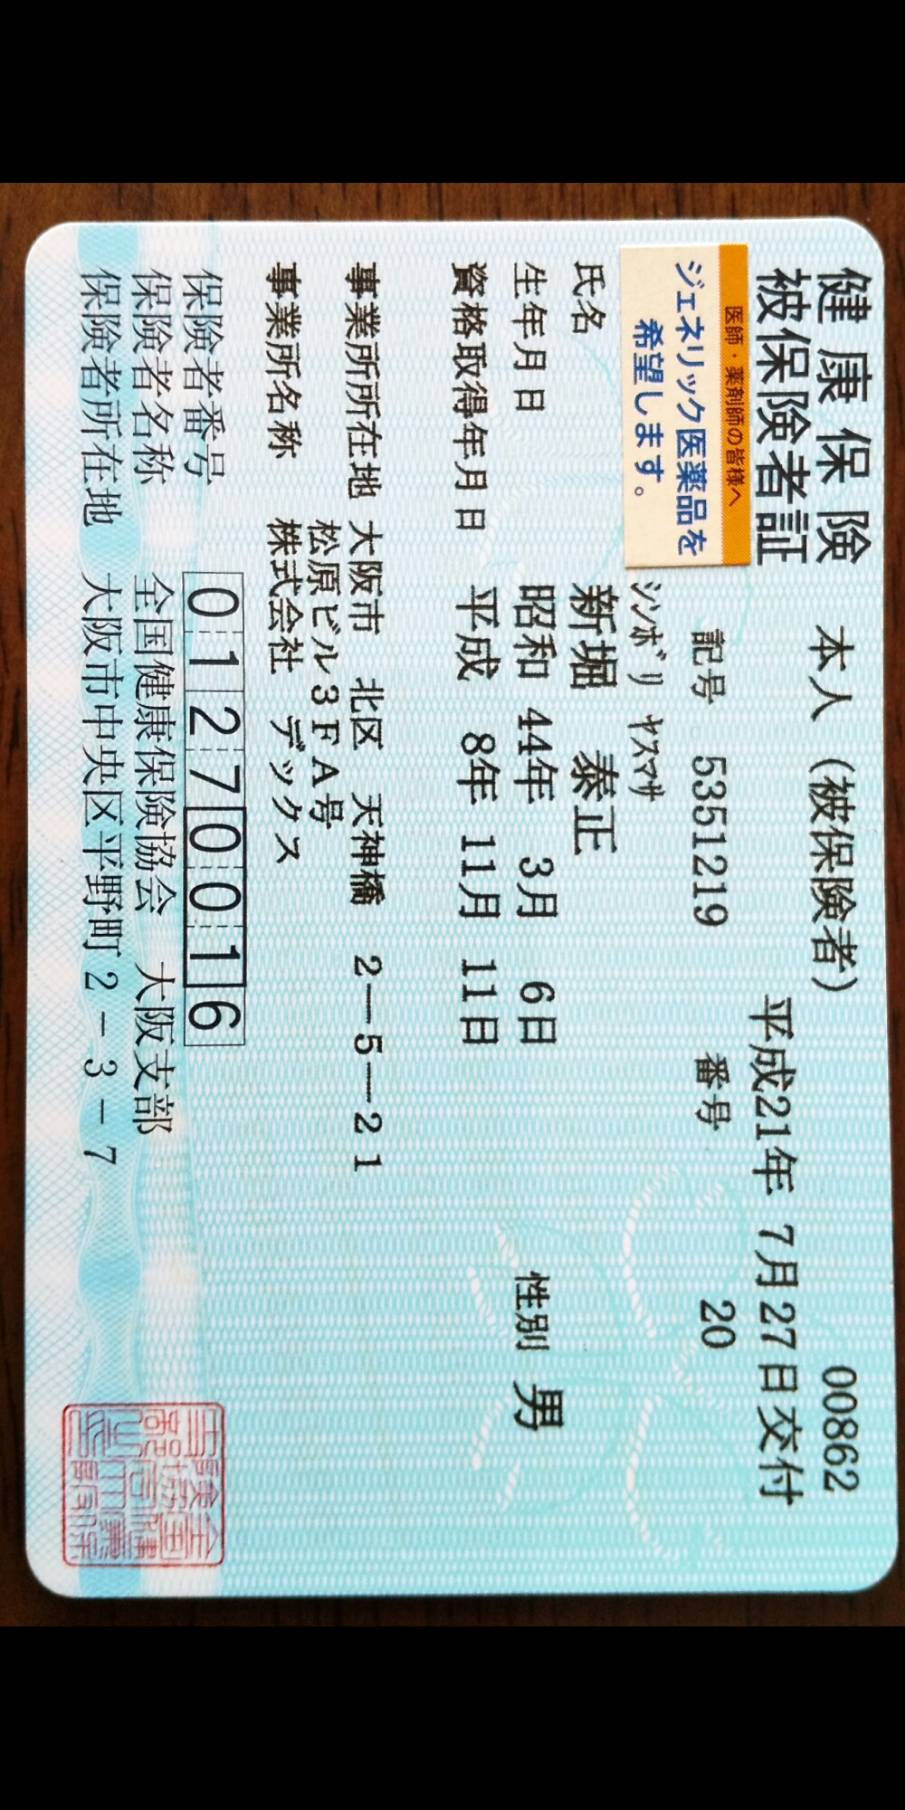 健康保険
被保険者証
本人（被保険者）
00862
平成21年 7月27日交付
医師・薬剤師の皆様へ
ジェネリック医薬品を
希望します。
記号 5351219 番号 20
シンボリ ヤスマサ
氏名 新堀 泰正
生年月日 昭和 44年 3月 6日 性別 男
資格取得年月日 平成 8年 11月 11日
事業所所在地 大阪市 北区 天神橋 2—5—21
松原ビル3FA号
事業所名称 株式会社 デックス
保険者番号 01270016
保険者名称 全国健康保険協会 大阪支部
保険者所在地 大阪市中央区平野町2－3－7